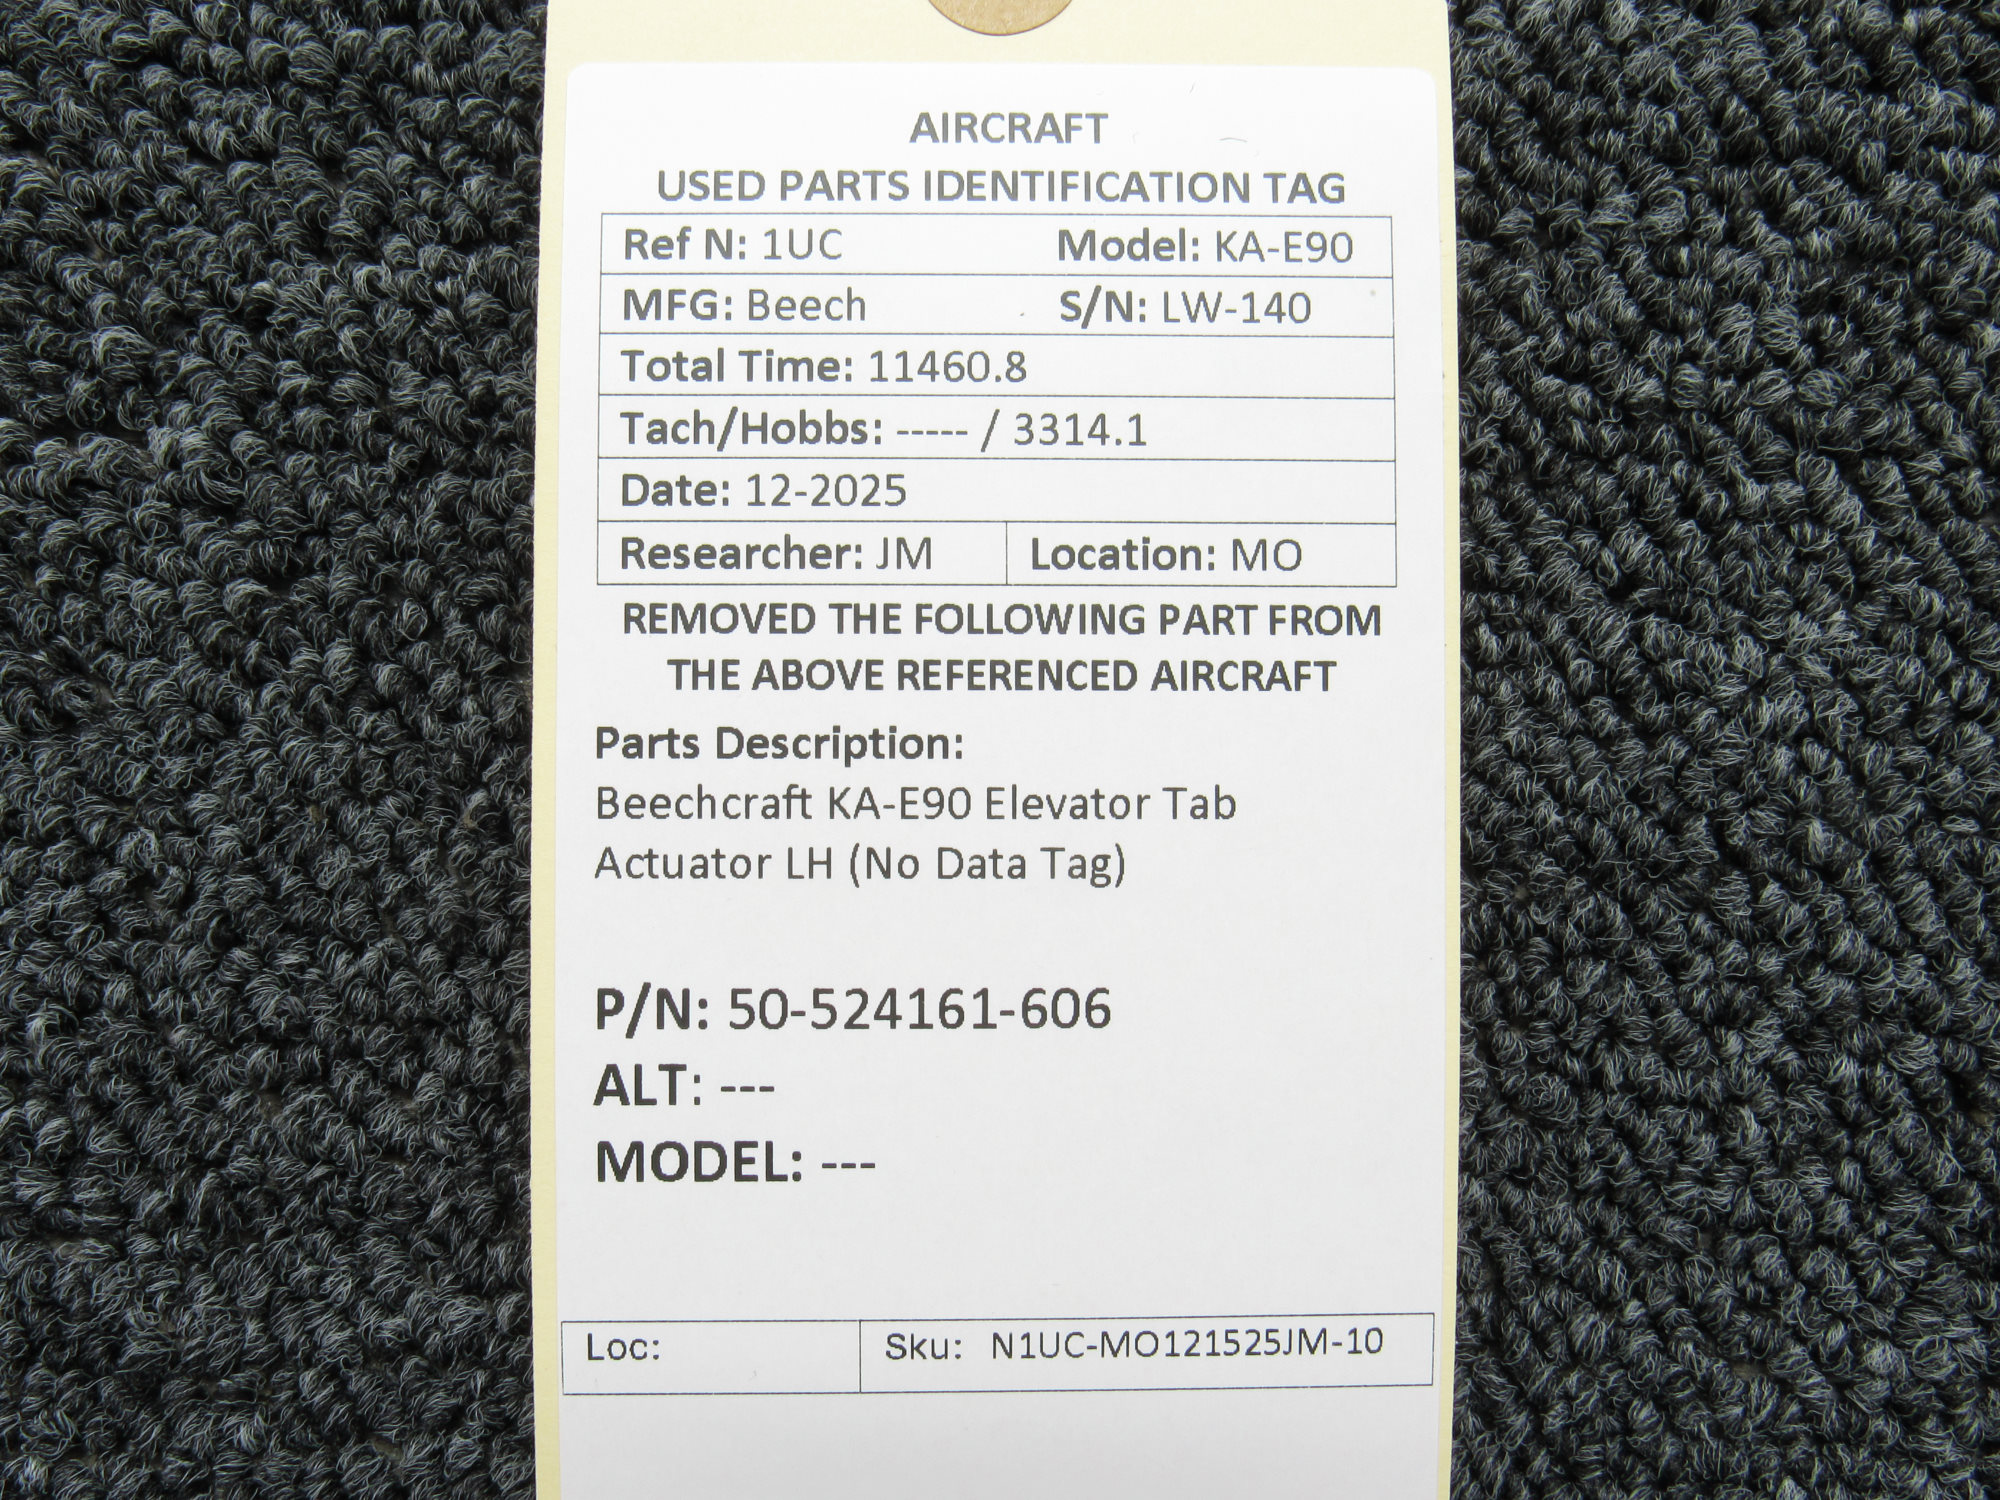 AIRCRAFT
USED PARTS IDENTIFICATION TAG
Ref N: 1UC Model: KA-E90
MFG: Beech S/N: LW-140
Total Time: 11460.8
Tach/Hobbs: ----- / 3314.1
Date: 12-2025
Researcher: JM Location: MO
REMOVED THE FOLLOWING PART FROM
THE ABOVE REFERENCED AIRCRAFT
Parts Description:
Beechcraft KA-E90 Elevator Tab
Actuator LH (No Data Tag)
P/N: 50-524161-606
ALT: ---
MODEL: ---
Loc: Sku: N1UC-MO121525JM-10